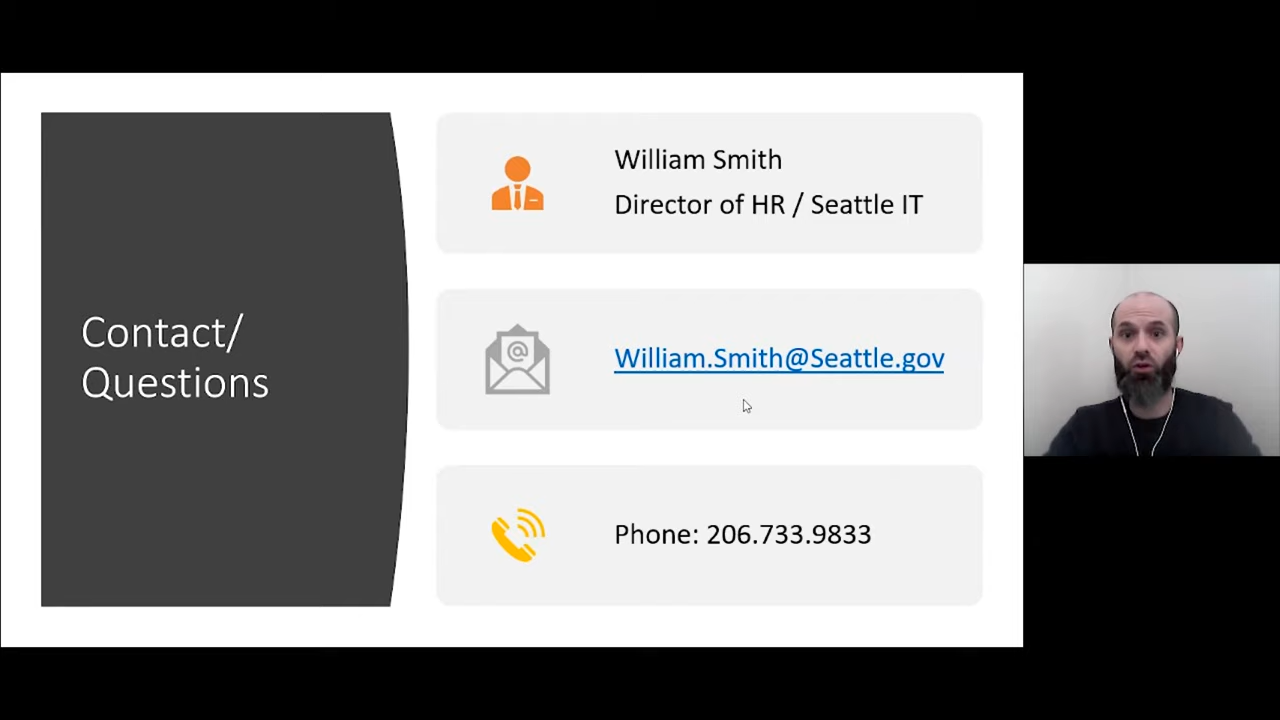 Contact/
Questions
William Smith
Director of HR / Seattle IT
William.Smith@Seattle.gov
Phone: 206.733.9833